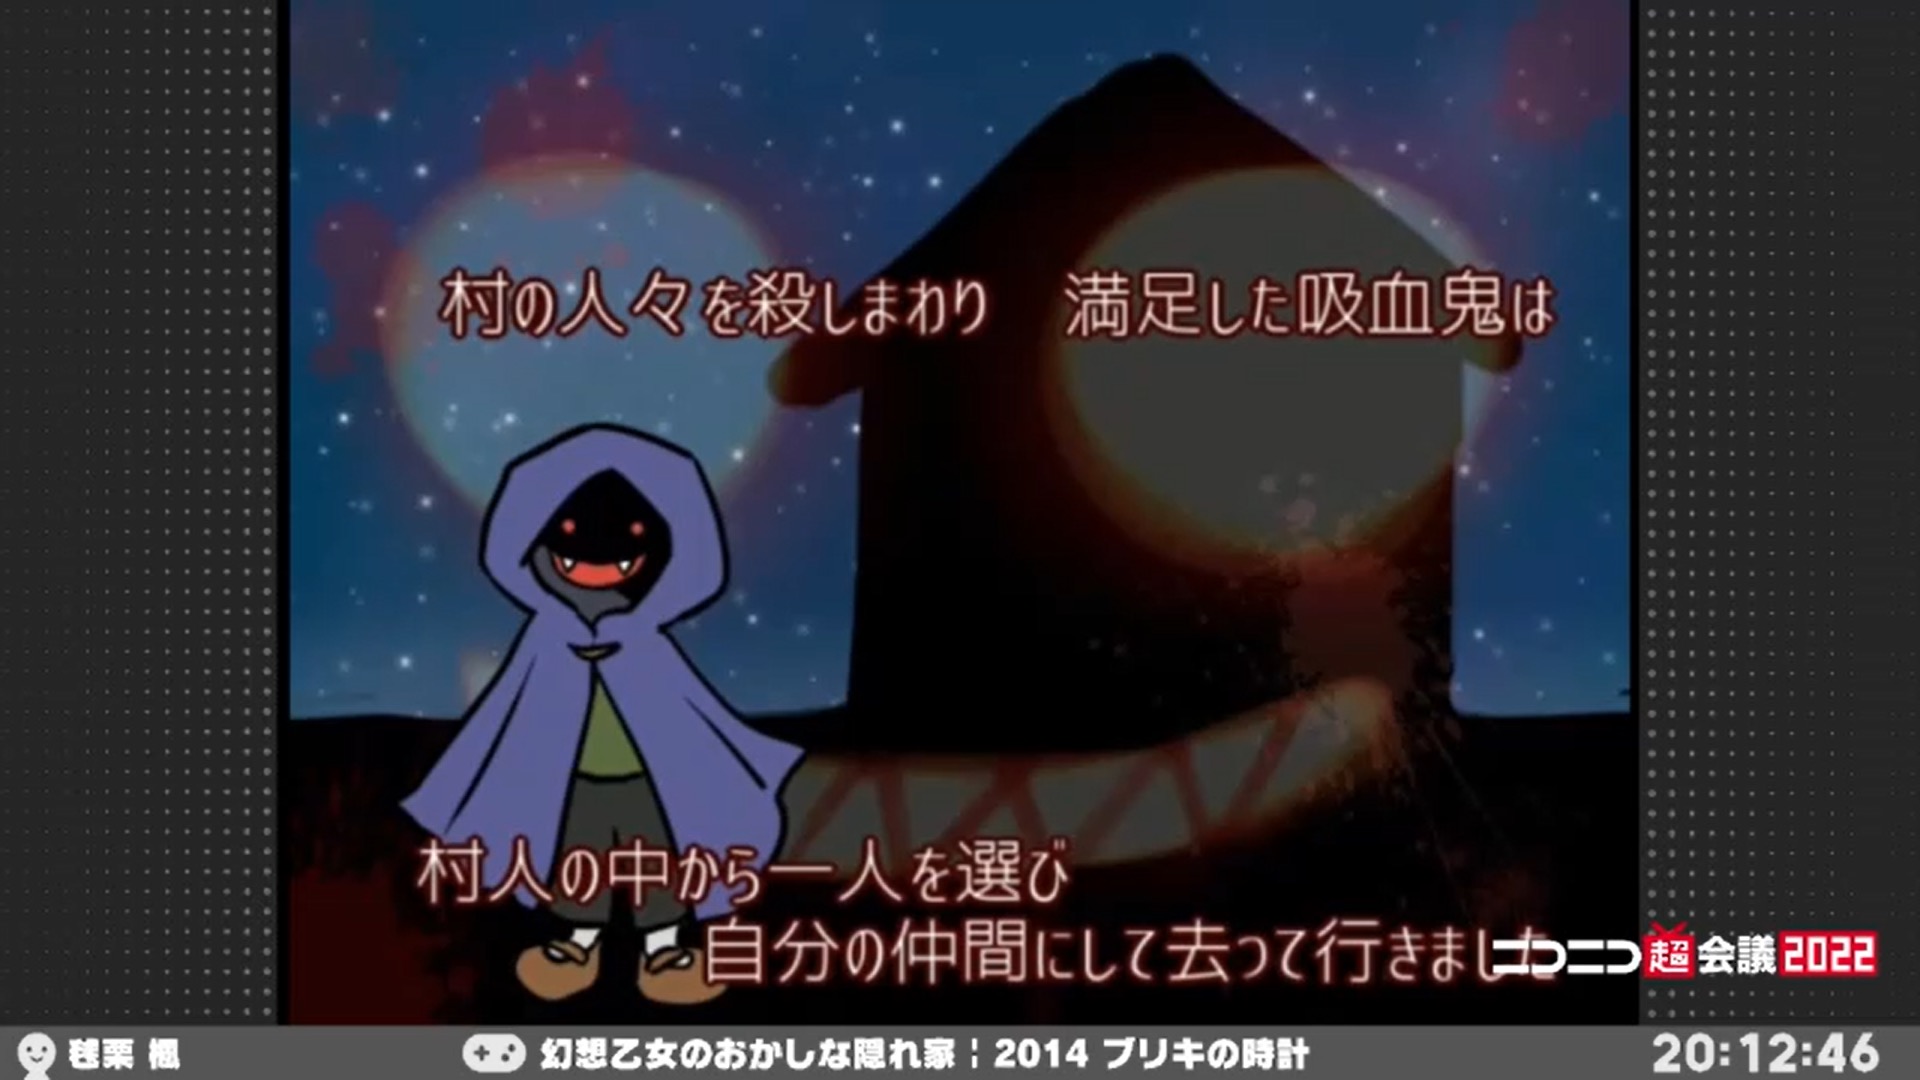 村の人々を殺しまわり 満足した吸血鬼は
村人の中から一人を選び
自分の仲間にして去って行きました
ニコニコ超会議2022
毬栗 楓
幻想乙女のおかしな隠れ家 ¦ 2014 ブリキの時計
20:12:46